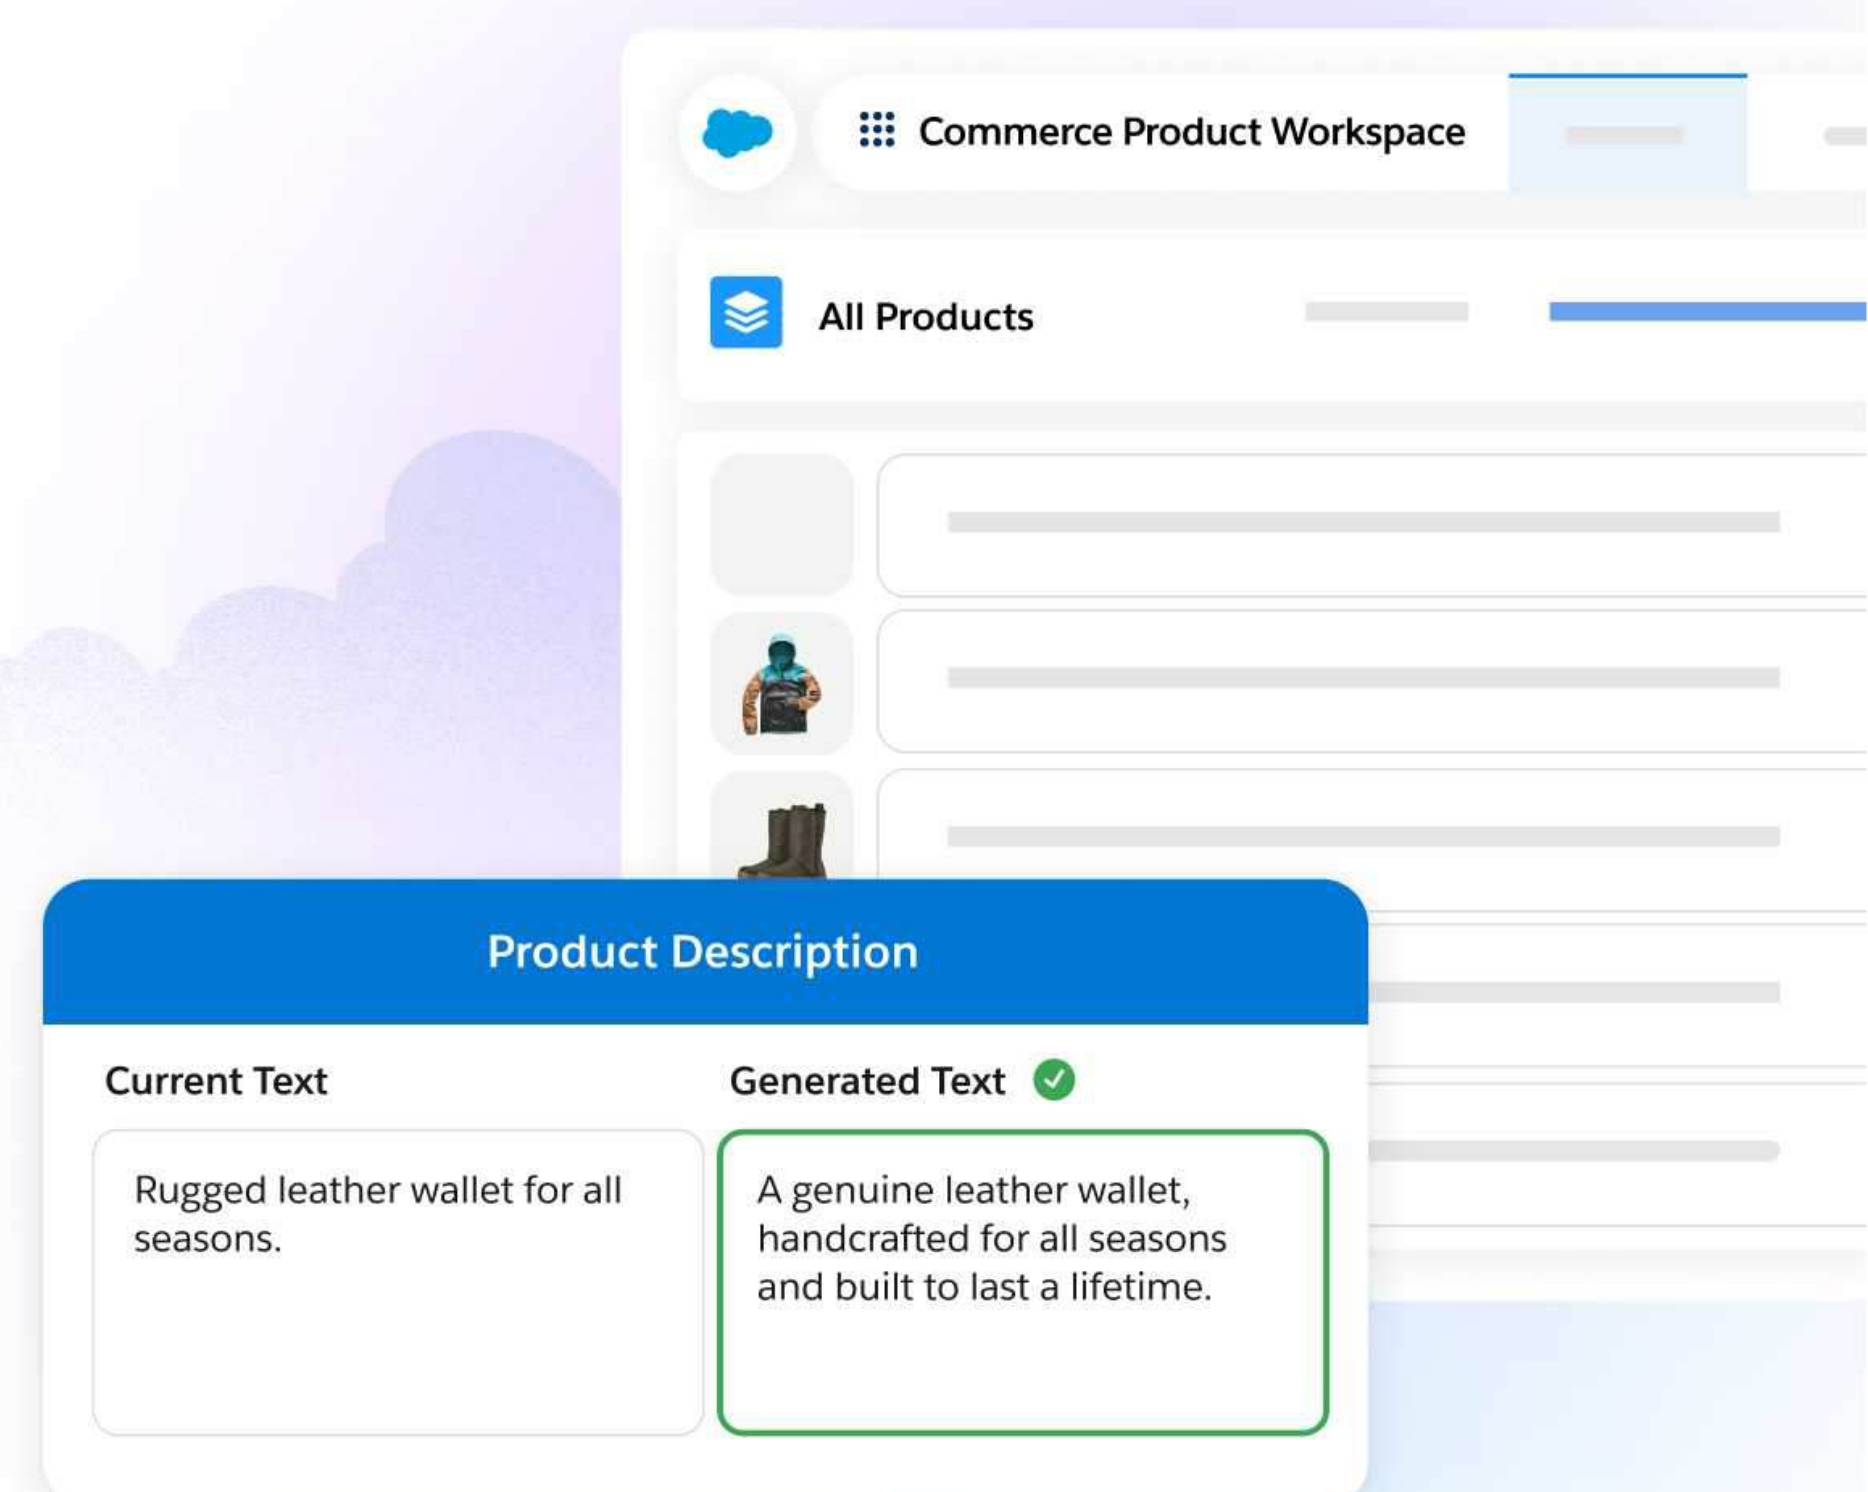 Commerce Product Workspace
All Products
Product Description
Current Text
Generated Text
Rugged leather wallet for all
seasons.
A genuine leather wallet,
handcrafted for all seasons
and built to last a lifetime.